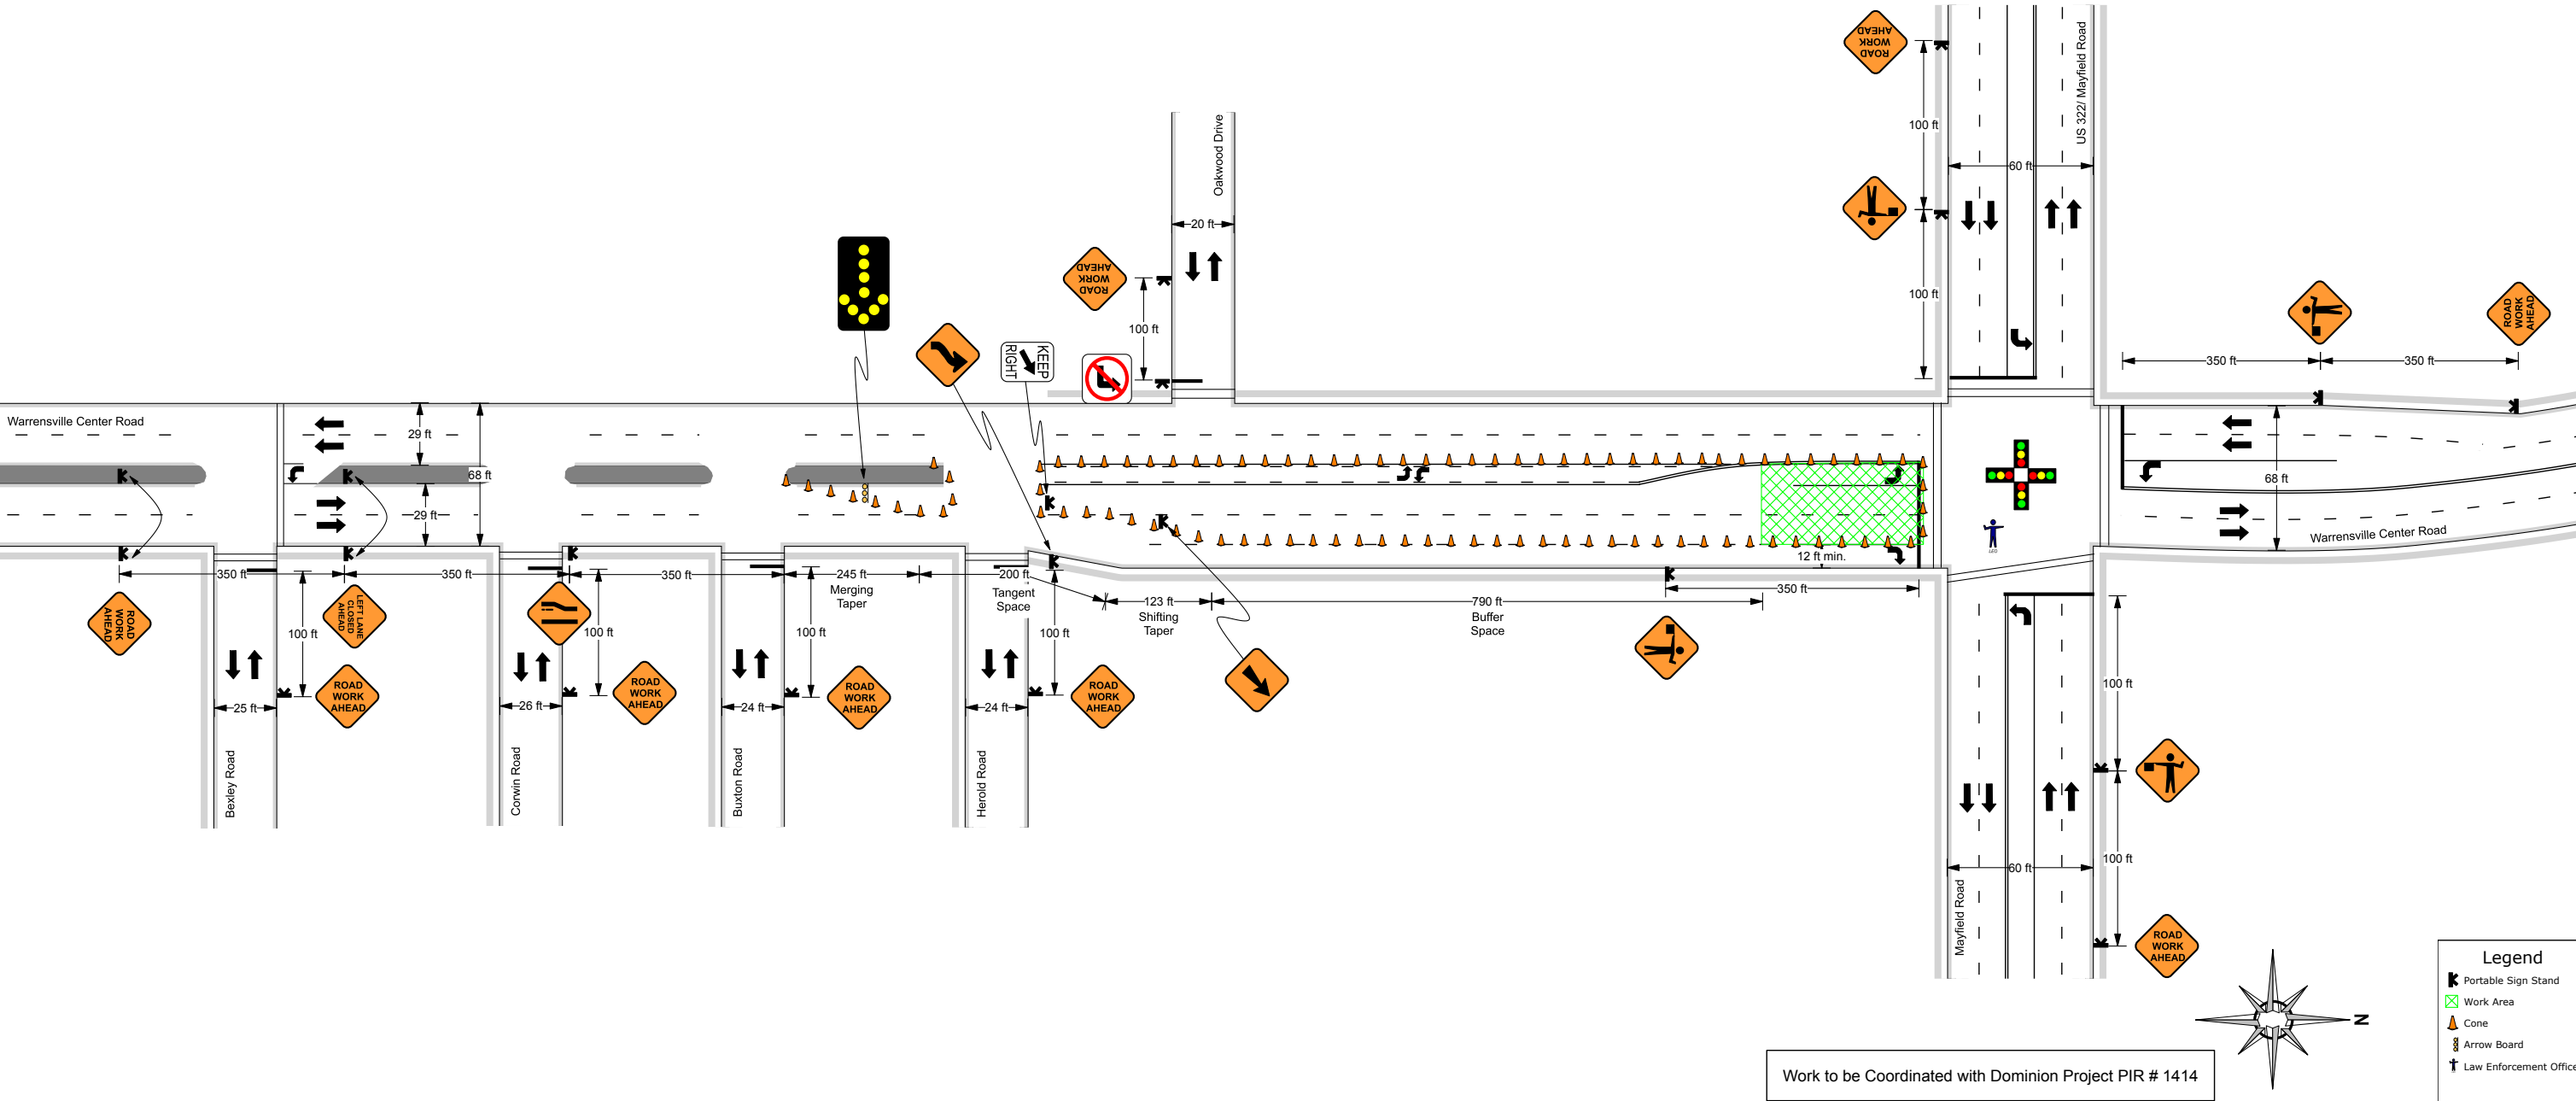 ROAD
WORK
AHEAD
US 322/ Mayfield Road
100 ft
60 ft
100 ft
Oakwood Drive
20 ft
ROAD
WORK
AHEAD
100 ft
KEEP
RIGHT
ROAD
WORK
AHEAD
350 ft
350 ft
Warrensville Center Road
29 ft
68 ft
29 ft
68 ft
Warrensville Center Road
12 ft min.
350 ft
350 ft
350 ft
245 ft
Merging
Taper
200 ft
Tangent
Space
123 ft
Shifting
Taper
790 ft
Buffer
Space
350 ft
ROAD
WORK
AHEAD
LEFT LANE
CLOSED
AHEAD
100 ft
100 ft
100 ft
100 ft
ROAD
WORK
AHEAD
ROAD
WORK
AHEAD
ROAD
WORK
AHEAD
ROAD
WORK
AHEAD
25 ft
26 ft
24 ft
24 ft
Bexley Road
Corwin Road
Buxton Road
Herold Road
100 ft
100 ft
60 ft
Mayfield Road
ROAD
WORK
AHEAD
N
Legend
Portable Sign Stand
Work Area
Cone
Arrow Board
Law Enforcement Office
Work to be Coordinated with Dominion Project PIR # 1414